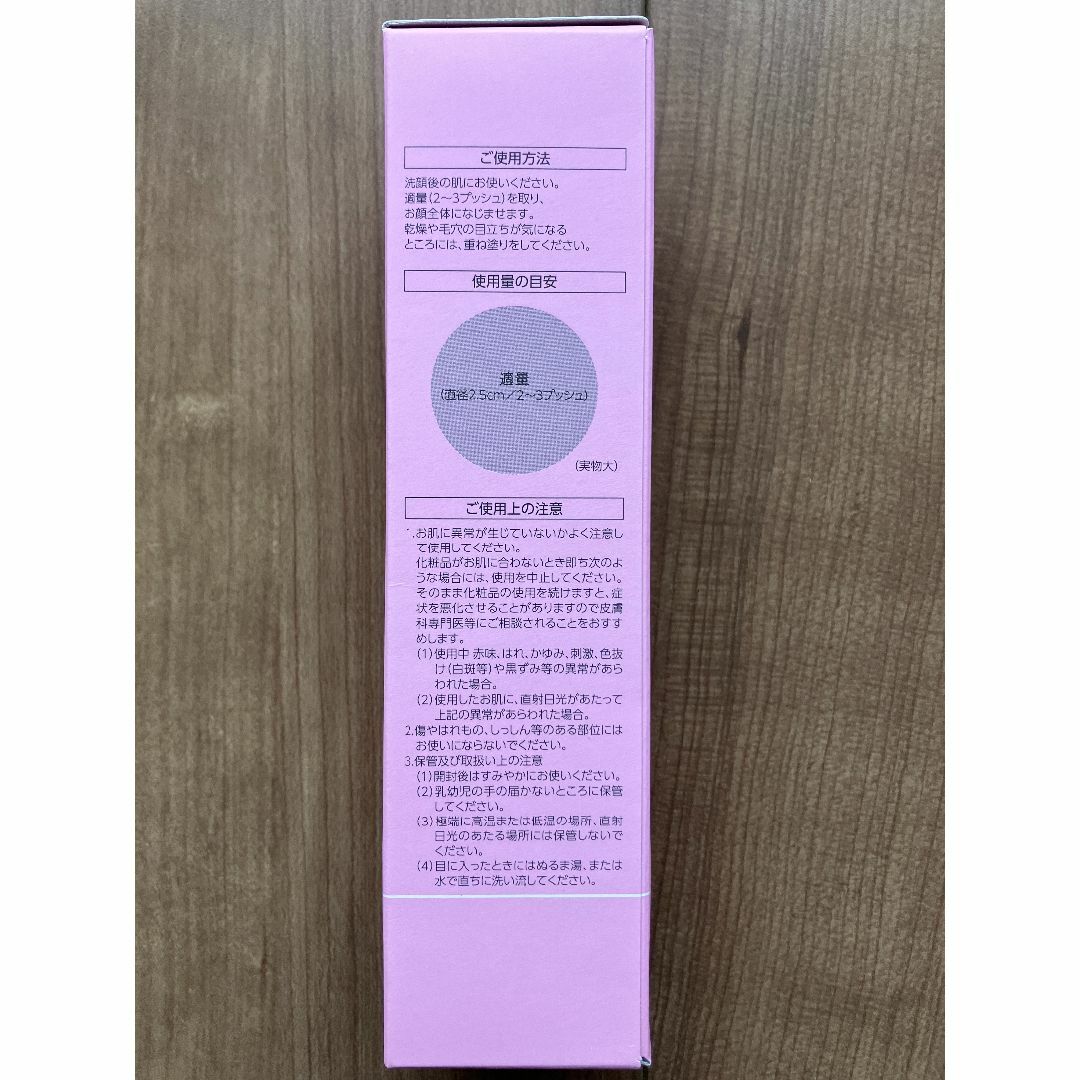 ご使用方法
洗顔後の肌にお使いください。
適量(2～3プッシュ)を取り、
お顔全体になじませます。
乾燥や毛穴の目立ちが気になる
ところには、重ね塗りをしてください。
使用量の目安
適量
(直径2.5cm／2～3プッシュ)
(実物大)
ご使用上の注意
1.お肌に異常が生じていないかよく注意し
て使用してください。
化粧品がお肌に合わないとき即ち次のよ
うな場合には、使用を中止してください。
そのまま化粧品の使用を続けますと、症
状を悪化させることがありますので皮膚
科専門医等にご相談されることをおすす
めします。
(1)使用中 赤味、はれ、かゆみ、刺激、色抜
け(白斑等)や黒ずみ等の異常があら
われた場合。
(2)使用したお肌に、直射日光があたって
上記の異常があらわれた場合。
2.傷やはれもの、しっしん等のある部位には
お使いにならないでください。
3.保管及び取扱い上の注意
(1)開封後はすみやかにお使いください。
(2)乳幼児の手の届かないところに保管
してください。
(3)極端に高温または低温の場所、直射
日光のあたる場所には保管しないで
ください。
(4)目に入ったときにはぬるま湯、または
水で直ちに洗い流してください。